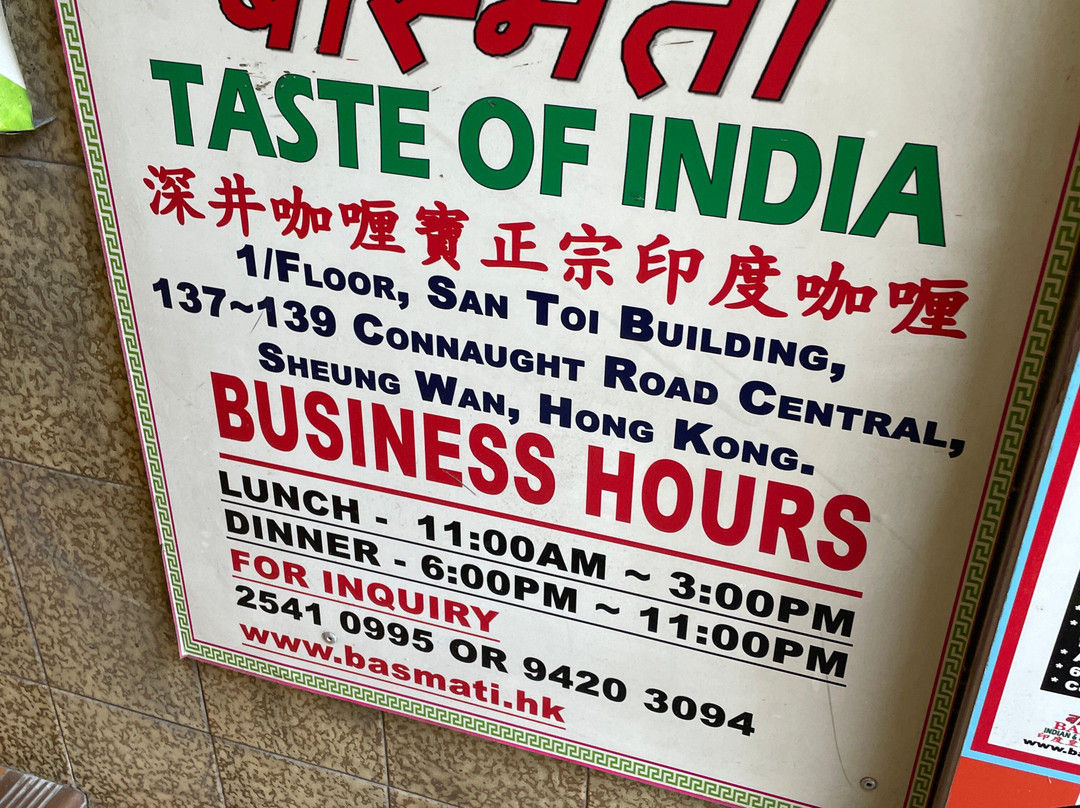 बास्मती
TASTE OF INDIA
深井咖喱寶正宗印度咖喱
1/FLOOR, SAN TOI BUILDING,
137~139 CONNAUGHT ROAD CENTRAL,
SHEUNG WAN, HONG KONG.
BUSINESS HOURS
LUNCH - 11:00AM ~ 3:00PM
DINNER - 6:00PM ~ 11:00PM
FOR INQUIRY
2541 0995 OR 9420 3094
www.basmati.hk